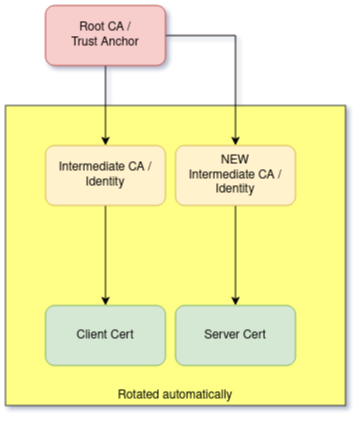 Root CA /
Trust Anchor
Intermediate CA /
Identity
NEW
Intermediate CA /
Identity
Client Cert
Server Cert
Rotated automatically